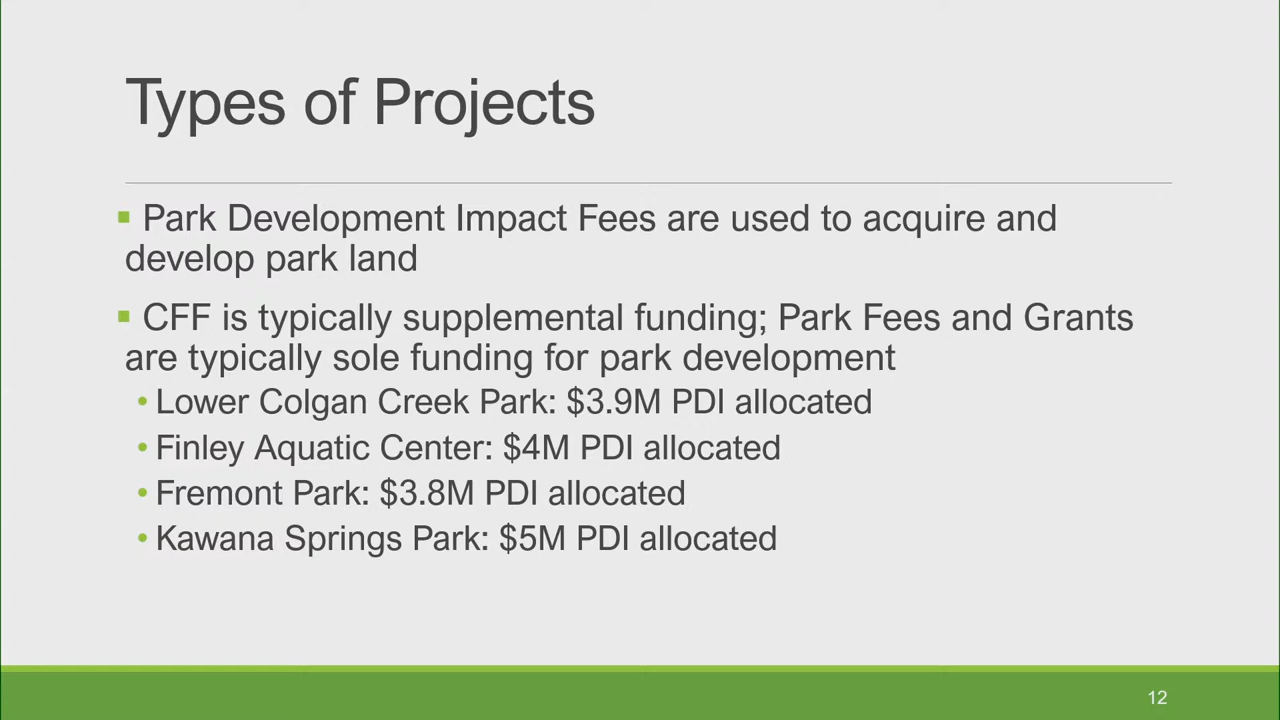 Types of Projects
▪ Park Development Impact Fees are used to acquire and
develop park land
▪ CFF is typically supplemental funding; Park Fees and Grants
are typically sole funding for park development
• Lower Colgan Creek Park: $3.9M PDI allocated
• Finley Aquatic Center: $4M PDI allocated
• Fremont Park: $3.8M PDI allocated
• Kawana Springs Park: $5M PDI allocated
12